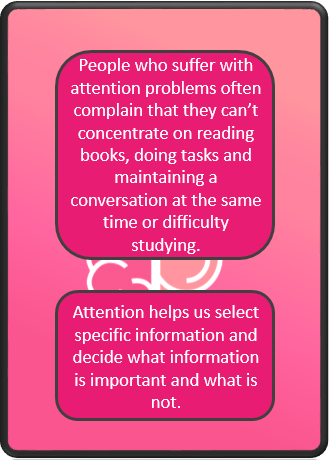 People who suffer with
attention problems often
complain that they can’t
concentrate on reading
books, doing tasks and
maintaining a
conversation at the same
time or difficulty
studying.
Attention helps us select
specific information and
decide what information
is important and what is
not.